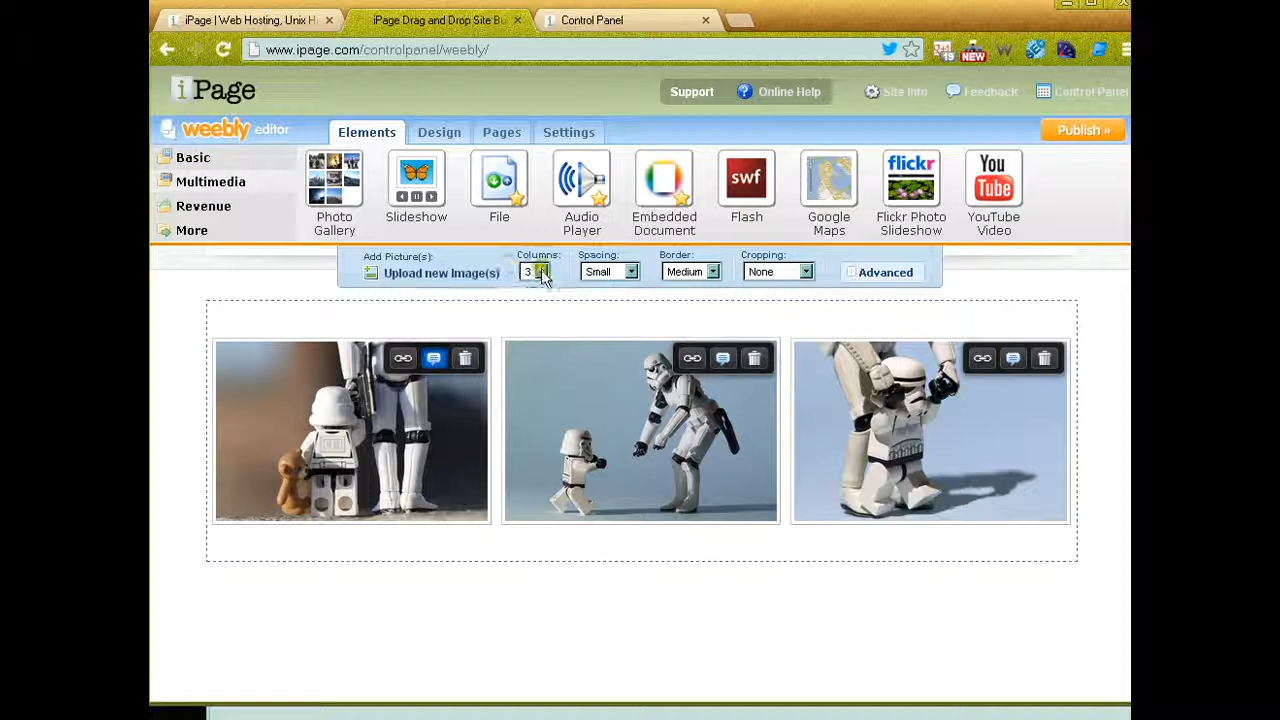 iPage | Web Hosting, Unix H
iPage Drag and Drop Site Bu
Control Panel
www.ipage.com/controlpanel/weebly/
19
NEW
iPage
Support
Online Help
Site Info
Feedback
Control Panel
weebly editor
Elements
Design
Pages
Settings
Publish »
Basic
Multimedia
Revenue
More
Photo Gallery
Slideshow
File
Audio Player
Embedded Document
swf
Flash
Google Maps
flickr
Flickr Photo Slideshow
You Tube
YouTube Video
Add Picture(s):
Upload new Image(s)
Columns:
3
Spacing:
Small
Border:
Medium
Cropping:
None
Advanced